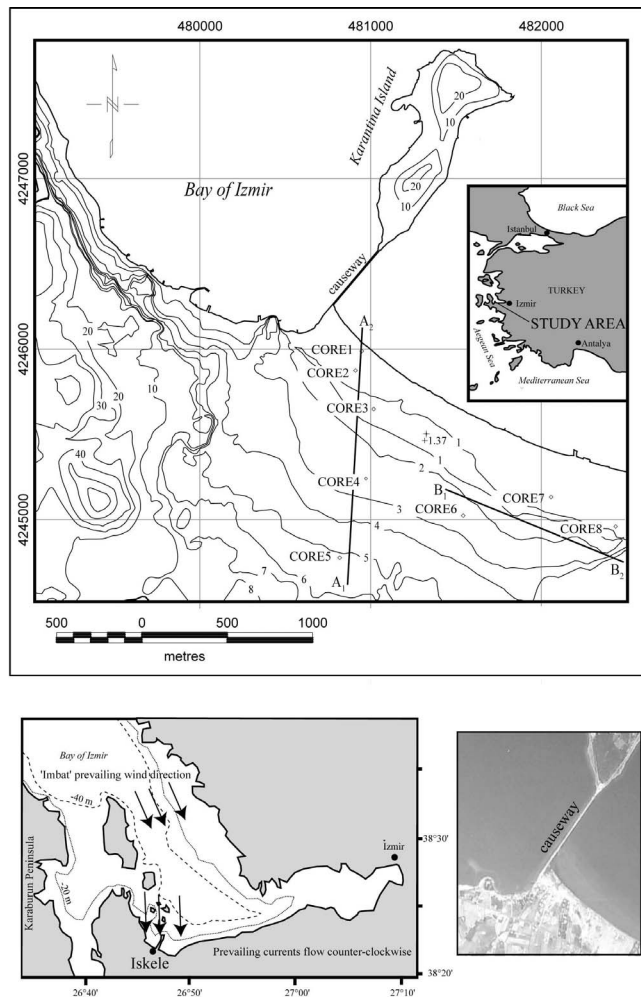 480000 481000 482000
4247000
4246000
4245000
N
Karantina Island
20
10
20
10
Bay of Izmir
causeway
Black Sea
Istanbul
TURKEY
Izmir
STUDY AREA
Antalya
Aegean Sea
Mediterranean Sea
A2
CORE1
CORE2
CORE3
+1.37
1
1
2
CORE4
3
4
B1
CORE6
CORE7
CORE8
B2
CORE5
5
A1
6
7
8
20
10
20
30
40
500 0 500 1000
metres
Bay of Izmir
'Imbat' prevailing wind direction
-40 m
-20 m
Karaburun Peninsula
İzmir
38°30'
Iskele
Prevailing currents flow counter-clockwise
38°20'
26°40' 26°50' 27°00' 27°10'
causeway